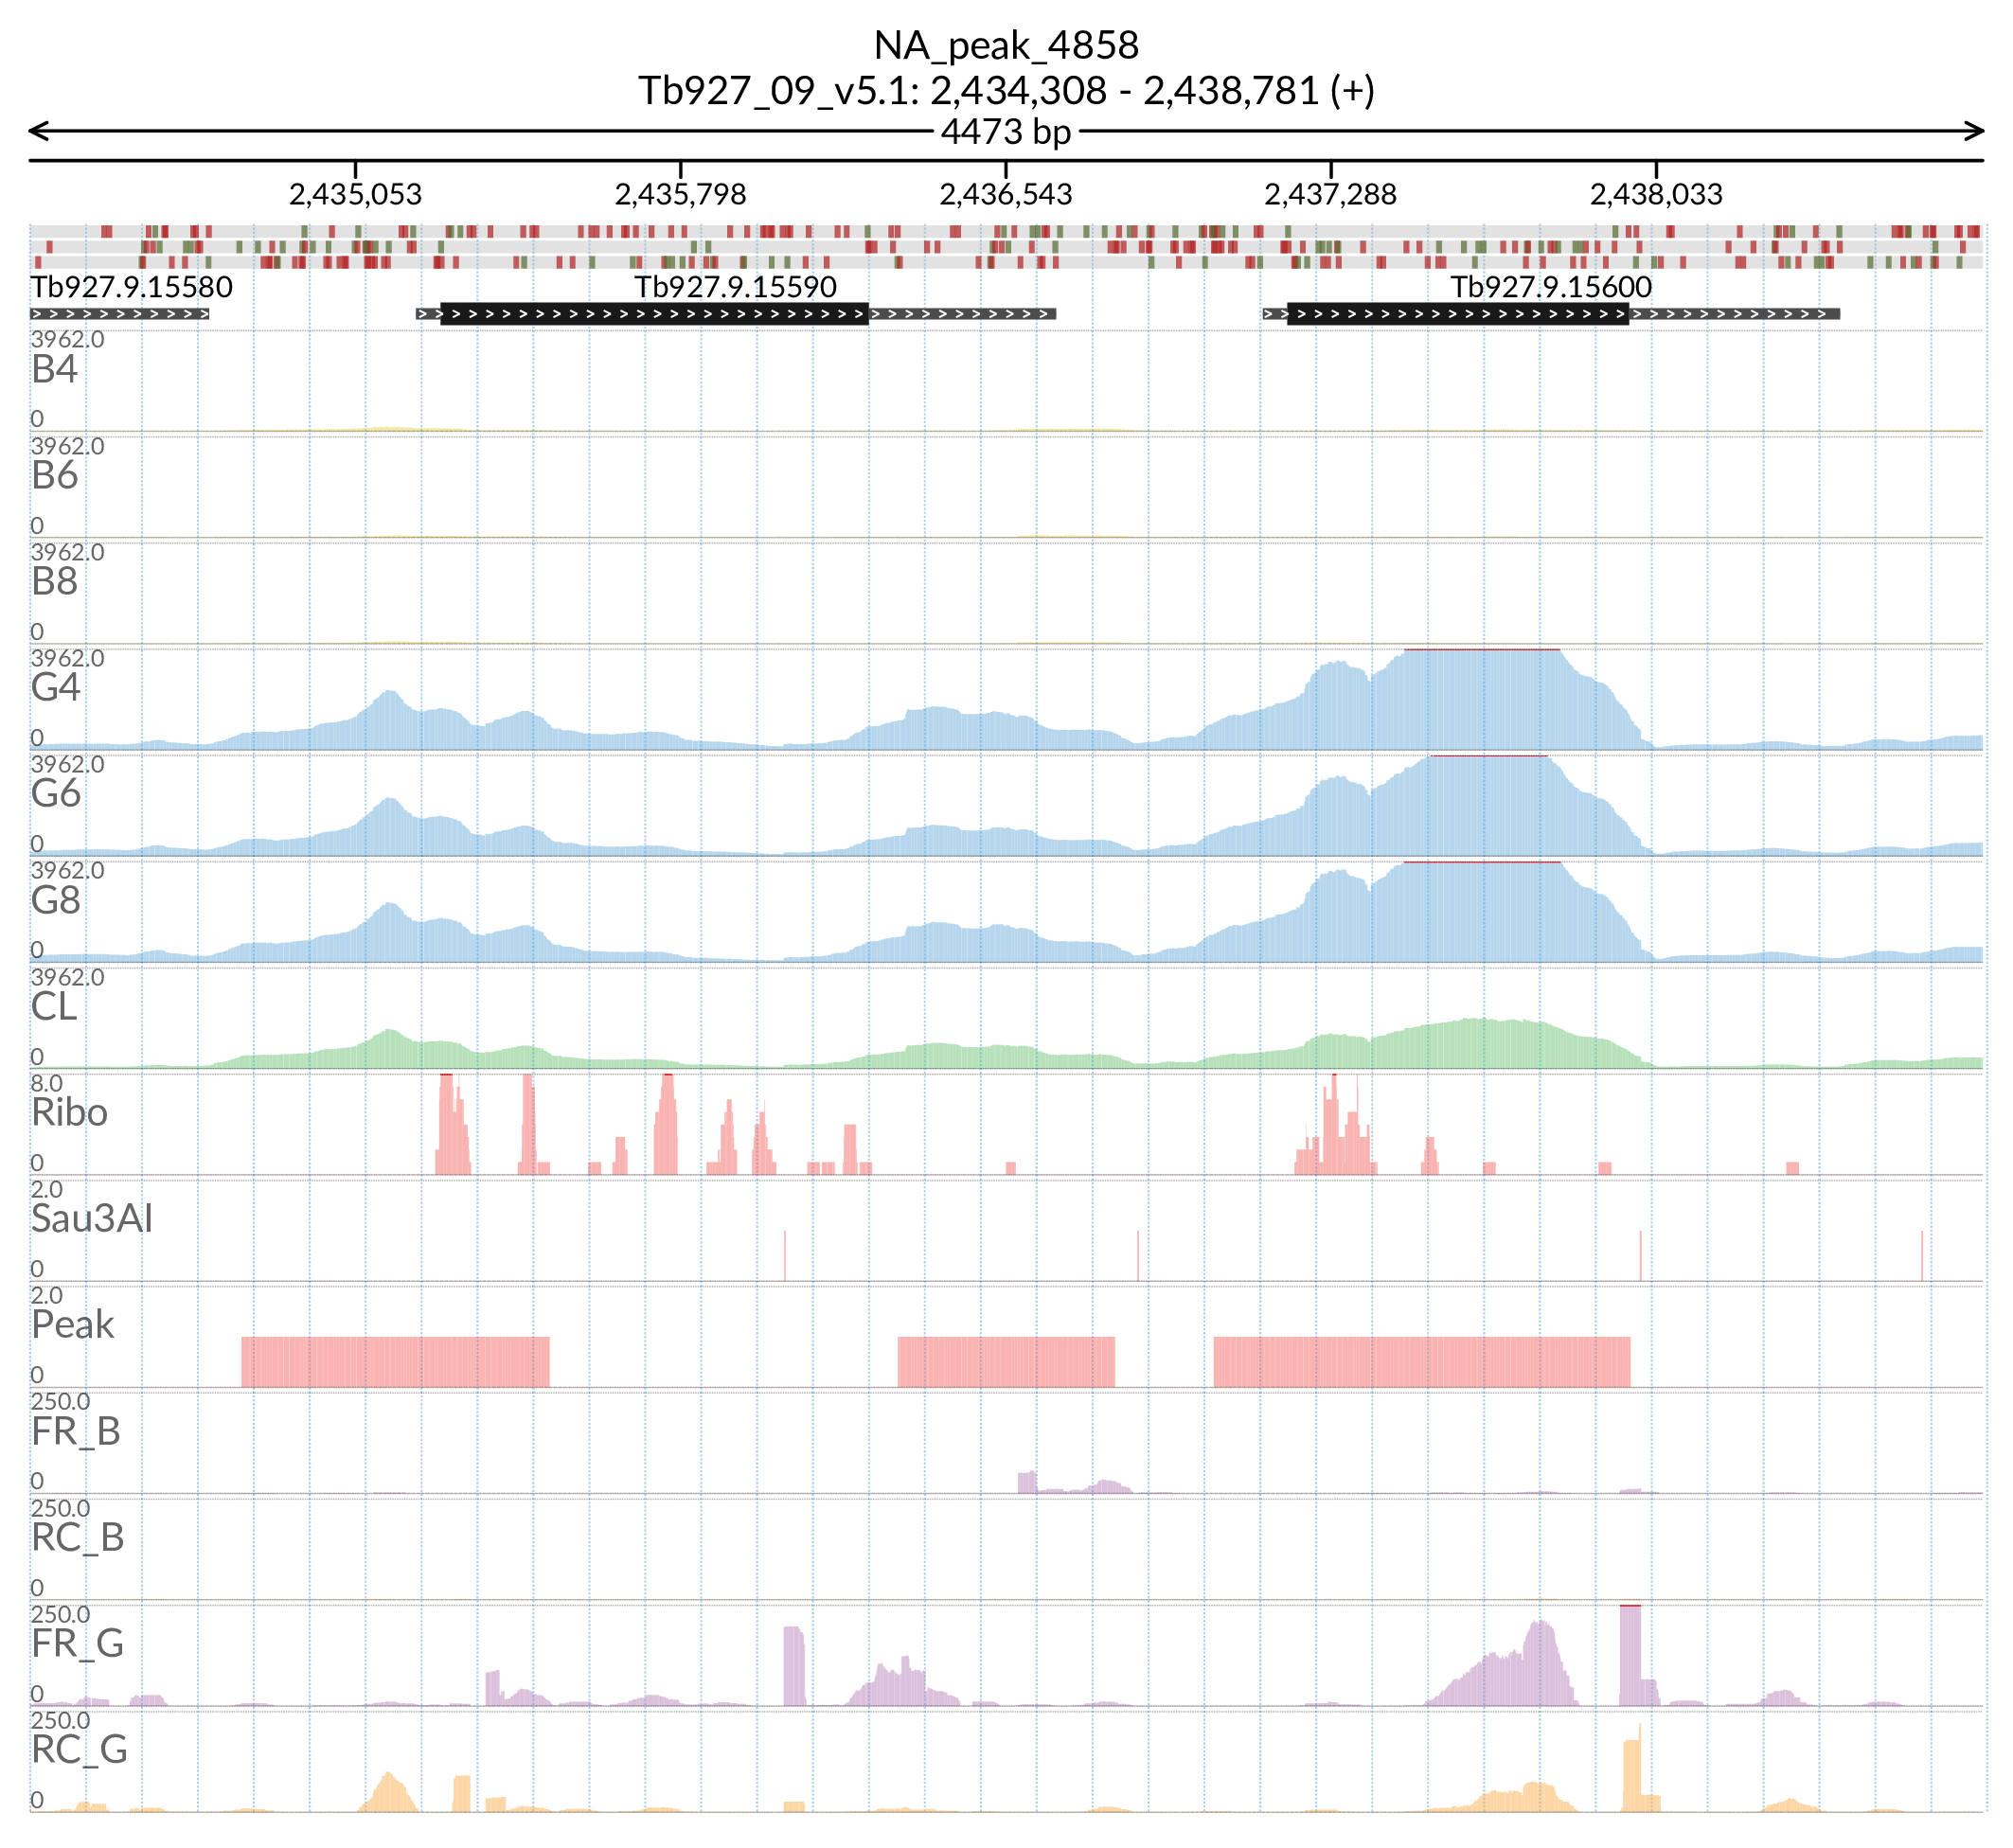 NA_peak_4858
Tb927_09_v5.1: 2,434,308 - 2,438,781 (+)
4473 bp
2,435,053 2,435,798 2,436,543 2,437,288 2,438,033
Tb927.9.15580 Tb927.9.15590 Tb927.9.15600
3962.0
B4
0
3962.0
B6
0
3962.0
B8
0
3962.0
G4
0
3962.0
G6
0
3962.0
G8
0
3962.0
CL
0
8.0
Ribo
0
2.0
Sau3AI
0
2.0
Peak
0
250.0
FR_B
0
250.0
RC_B
0
250.0
FR_G
0
250.0
RC_G
0